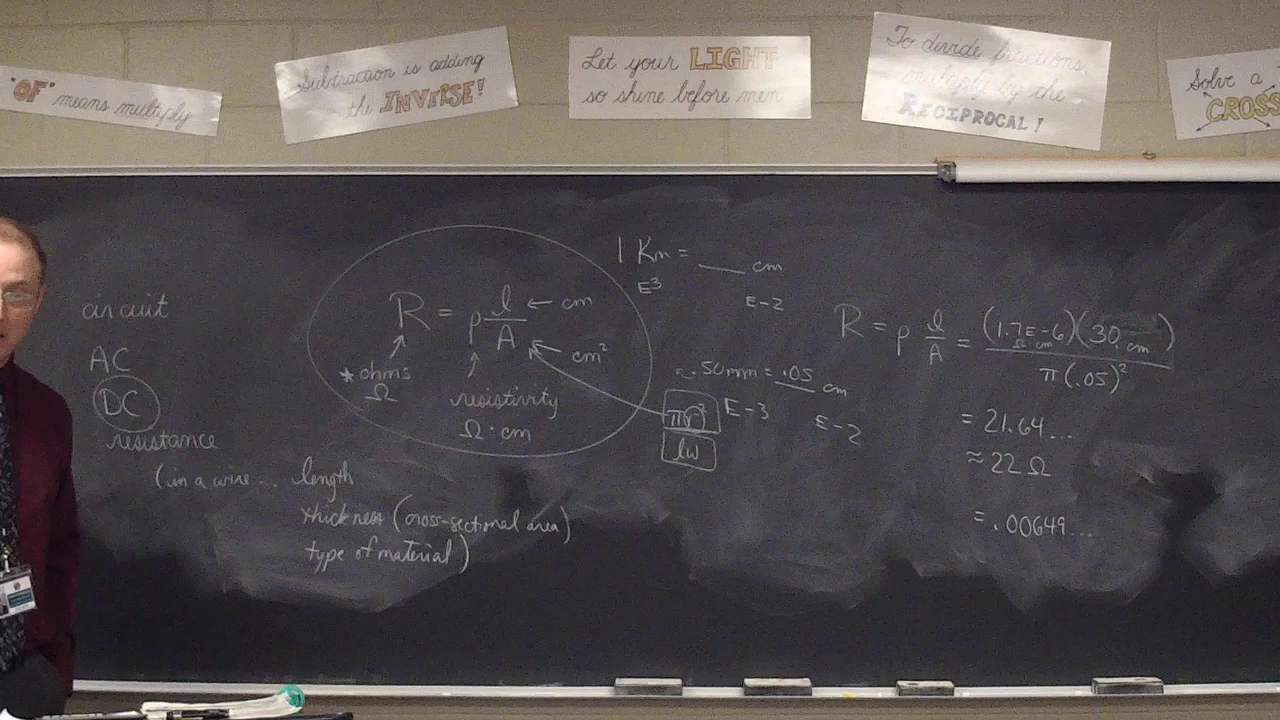 "OF" means multiply
Subtraction is adding
the INVERSE!
Let your LIGHT
so shine before men
To divide fractions,
multiply by the
RECIPROCAL!
Solve a
CROSS
circuit
AC
DC
resistance
(in a wire... length
thickness (cross-sectional area)
type of material)
R = ρ l/A ← cm
cm²
* ohms
Ω
resistivity
Ω · cm
1 Km = ___ cm
E3
E-2
.50mm = .05 cm
E-3
E-2
πr²
lw
R = ρ l/A = (1.7E-6)(30 cm)
Ω cm
π(.05)²
= 21.64...
≈ 22 Ω
= .00649...